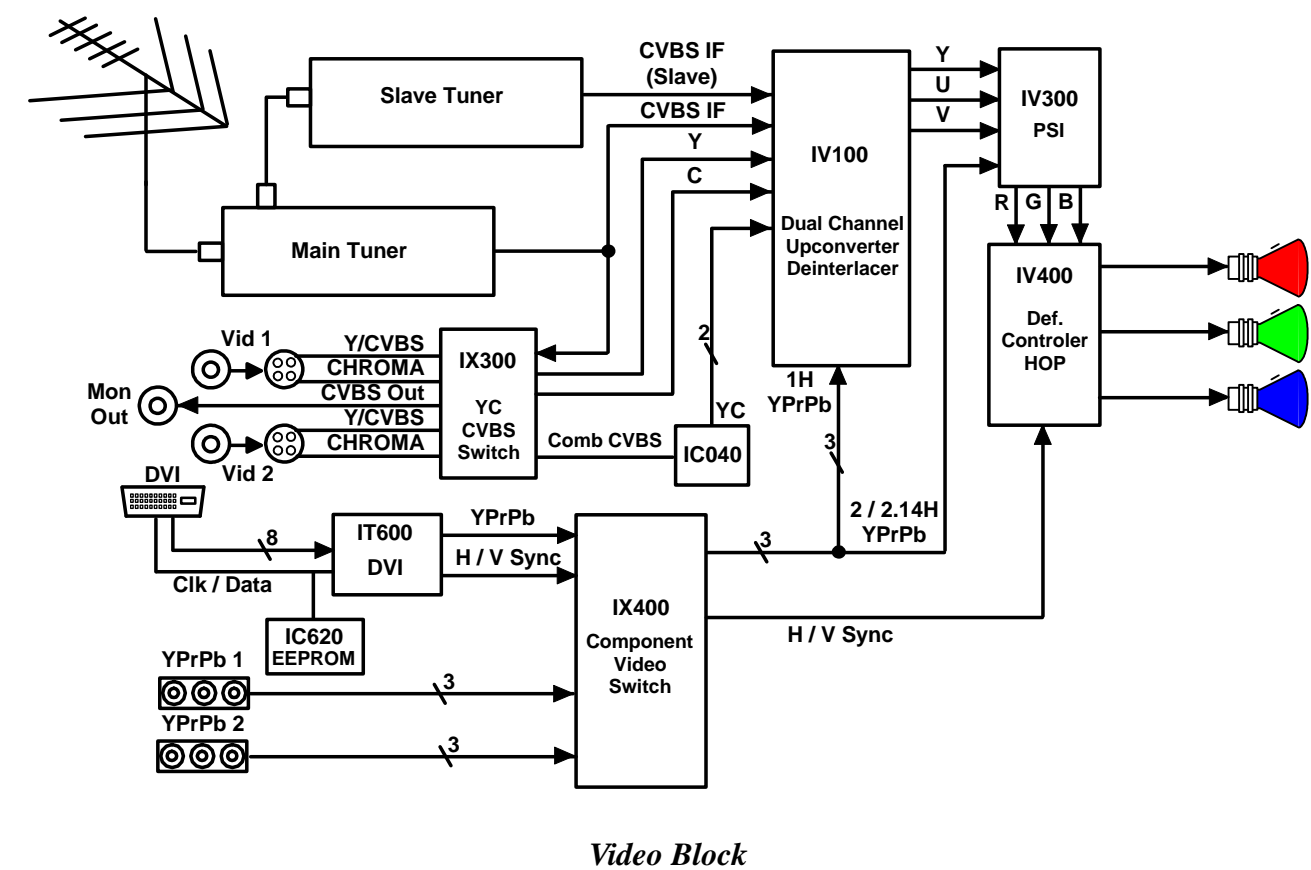 CVBS IF
(Slave)
Slave Tuner
CVBS IF
Y
C
Main Tuner
IV100
Dual Channel
Upconverter
Deinterlacer
Y
U
V
IV300
PSI
R G B
IV400
Def.
Controler
HOP
Vid 1
Y/CVBS
CHROMA
Mon
Out
CVBS Out
Y/CVBS
CHROMA
Vid 2
IX300
YC
CVBS
Switch
Comb CVBS
2
YC
IC040
1H
YPrPb
3
2 / 2.14H
YPrPb
DVI
8
Clk / Data
IT600
DVI
YPrPb
H / V Sync
IC620
EEPROM
IX400
Component
Video
Switch
3
H / V Sync
YPrPb 1
3
YPrPb 2
3
Video Block